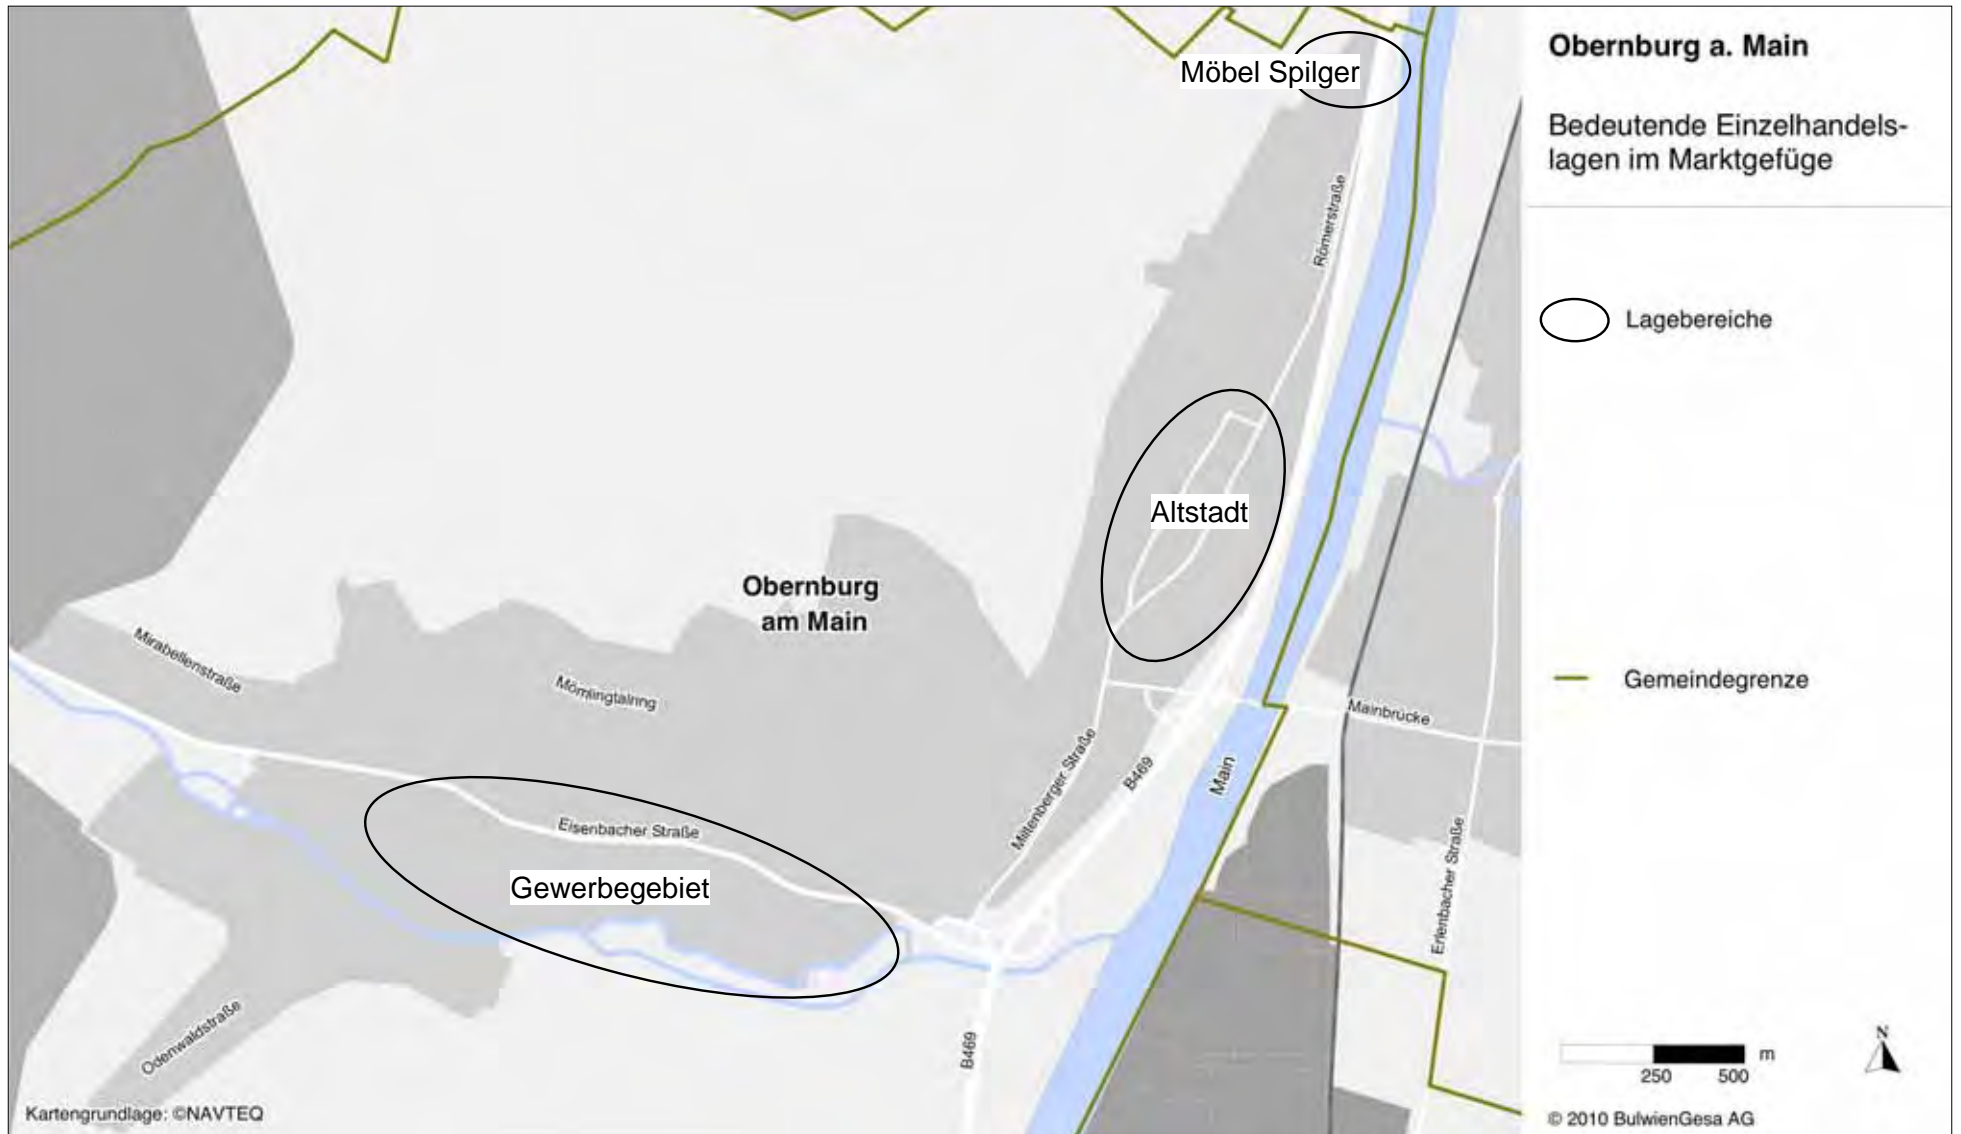 Obernburg a. Main
Bedeutende Einzelhandels-
lagen im Marktgefüge
Lagebereiche
Gemeindegrenze
N
m
250 500
© 2010 BulwienGesa AG
Möbel Spilger
Römerstraße
Altstadt
Obernburg
am Main
Mirabellenstraße
Mömlingtalring
Mainbrücke
Miltenberger Straße
B469
Main
Eisenbacher Straße
Gewerbegebiet
Erlenbacher Straße
Odenwaldstraße
B469
Kartengrundlage: ©NAVTEQ